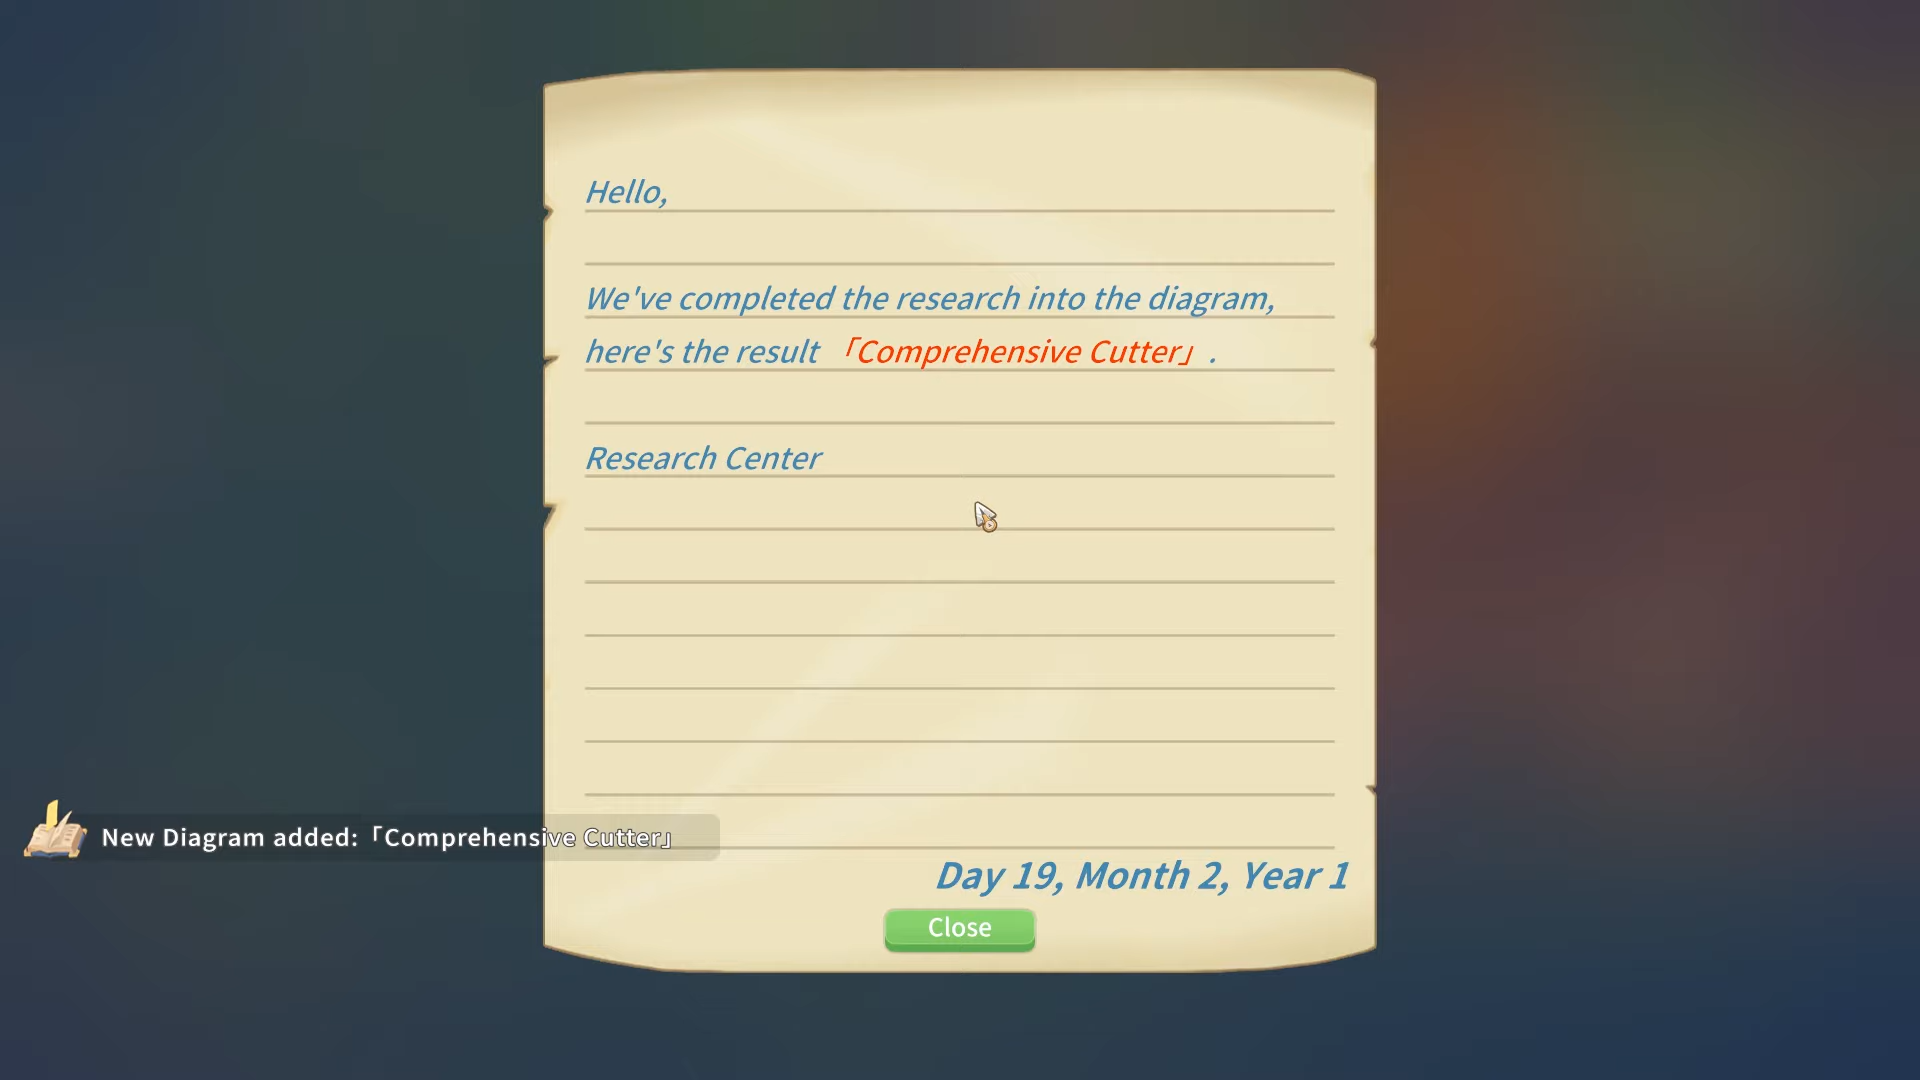 Hello,
We've completed the research into the diagram,
here's the result 「Comprehensive Cutter」 .
Research Center
New Diagram added:「Comprehensive Cutter」
Day 19, Month 2, Year 1
Close